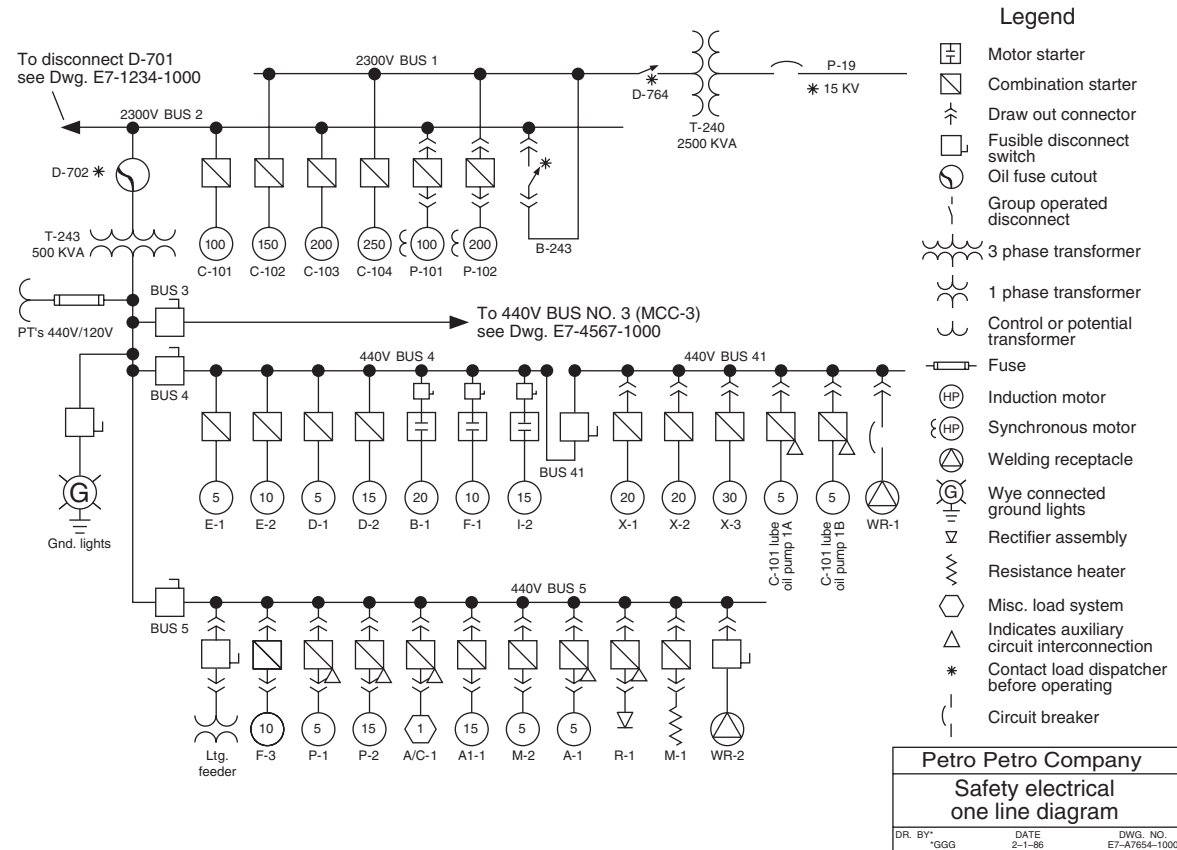 To disconnect D-701
see Dwg. E7-1234-1000
2300V BUS 1
D-764
*
T-240
2500 KVA
P-19
* 15 KV
2300V BUS 2
D-702 *
T-243
500 KVA
100
C-101
150
C-102
200
C-103
250
C-104
100
P-101
200
P-102
*
B-243
PT's 440V/120V
BUS 3
To 440V BUS NO. 3 (MCC-3)
see Dwg. E7-4567-1000
BUS 4
440V BUS 4
440V BUS 41
BUS 41
G
Gnd. lights
5
E-1
10
E-2
5
D-1
15
D-2
20
B-1
10
F-1
15
I-2
20
X-1
20
X-2
30
X-3
5
C-101 lube
oil pump 1A
5
C-101 lube
oil pump 1B
WR-1
BUS 5
440V BUS 5
Ltg.
feeder
10
F-3
5
P-1
15
P-2
1
A/C-1
15
A1-1
5
M-2
5
A-1
R-1
M-1
WR-2
Legend
Motor starter
Combination starter
Draw out connector
Fusible disconnect
switch
Oil fuse cutout
Group operated
disconnect
3 phase transformer
1 phase transformer
Control or potential
transformer
Fuse
HP Induction motor
HP Synchronous motor
Welding receptacle
G Wye connected
ground lights
Rectifier assembly
Resistance heater
Misc. load system
Indicates auxiliary
circuit interconnection
* Contact load dispatcher
before operating
Circuit breaker
Petro Petro Company
Safety electrical
one line diagram
DR. BY* DATE DWG. NO.
*GGG 2–1–86 E7–A7654–1000